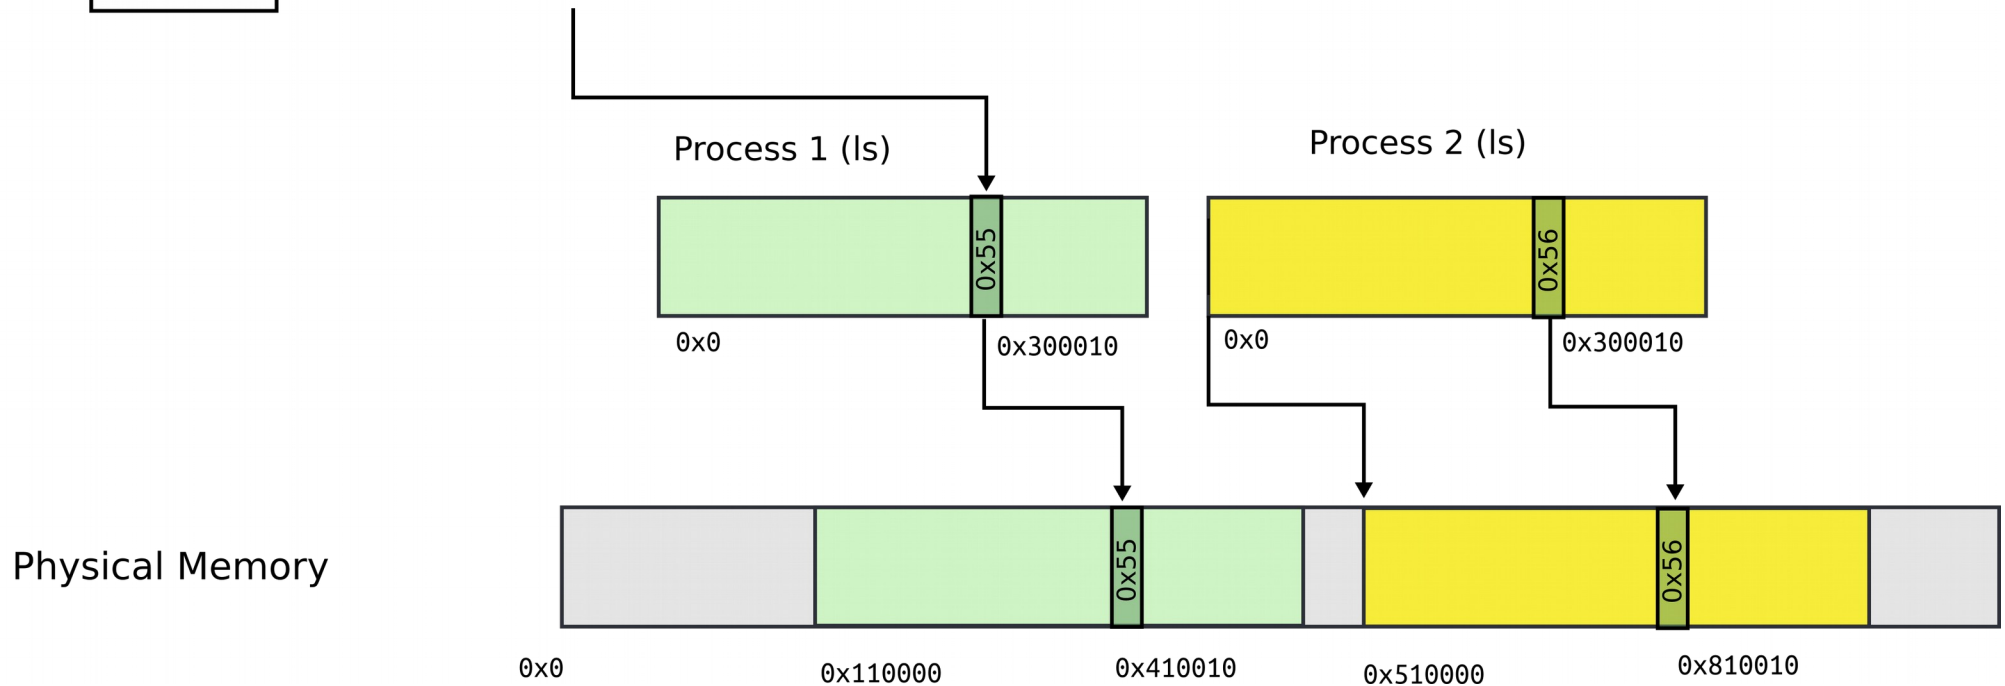 Process 1 (ls)
Process 2 (ls)
0x55
0x56
0x0
0x300010
0x0
0x300010
Physical Memory
0x55
0x56
0x0
0x110000
0x410010
0x510000
0x810010